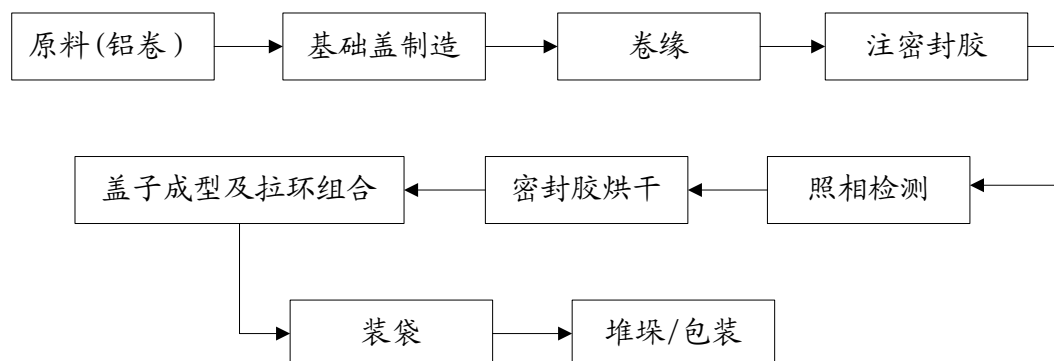 原料(铝卷)
基础盖制造
卷缘
注密封胶
照相检测
密封胶烘干
盖子成型及拉环组合
装袋
堆垛/包装